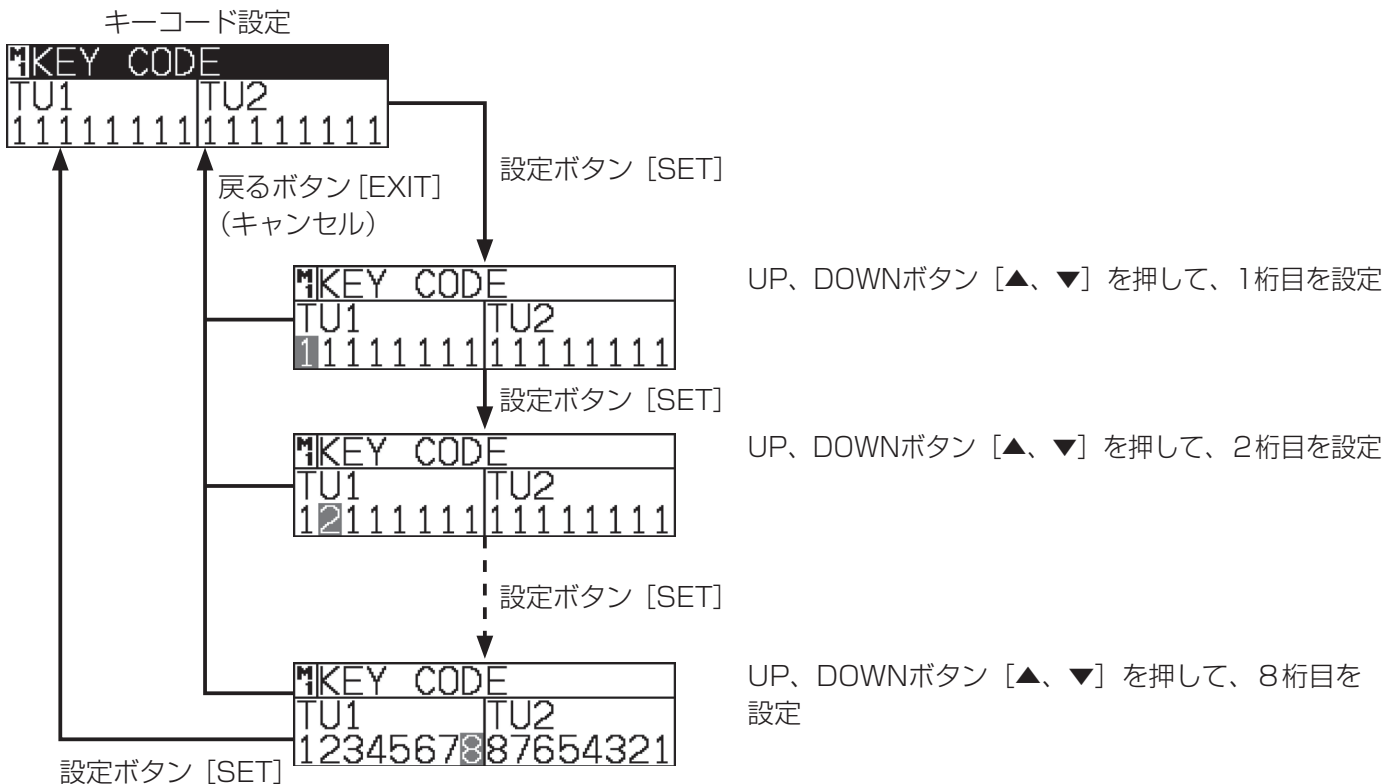 キーコード設定
M1 KEY CODE
TU1 TU2
11111111 11111111
設定ボタン [SET]
戻るボタン [EXIT]
（キャンセル）
M1 KEY CODE
TU1 TU2
11111111 11111111
UP、DOWNボタン [▲、▼] を押して、1桁目を設定
設定ボタン [SET]
M1 KEY CODE
TU1 TU2
12111111 11111111
UP、DOWNボタン [▲、▼] を押して、2桁目を設定
設定ボタン [SET]
M1 KEY CODE
TU1 TU2
12345678 87654321
UP、DOWNボタン [▲、▼] を押して、8桁目を
設定
設定ボタン [SET]